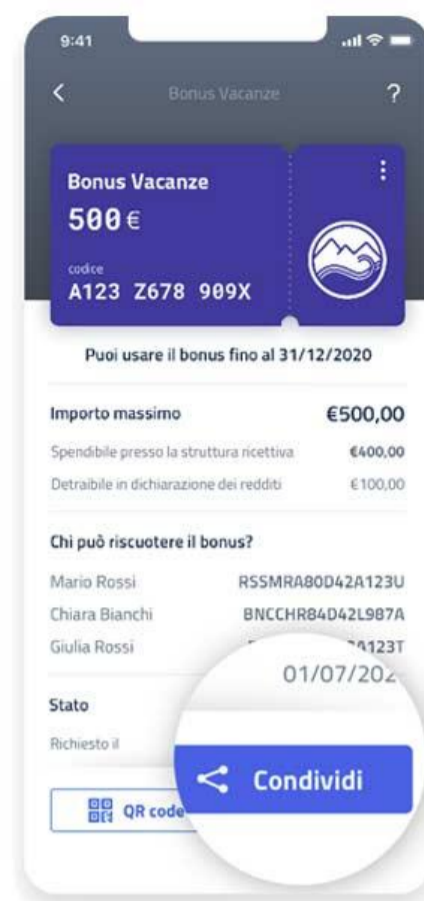 9:41
Bonus Vacanze
?
Bonus Vacanze
500€
codice
A123 Z678 909X
Puoi usare il bonus fino al 31/12/2020
Importo massimo €500,00
Spendibile presso la struttura ricettiva €400,00
Detraibile in dichiarazione dei redditi €100,00
Chi può riscuotere il bonus?
Mario Rossi RSSMRA80D42A123U
Chiara Bianchi BNCCHR84D42L987A
Giulia Rossi
01/07/202
Stato
Richiesto il
Condividi
QR code